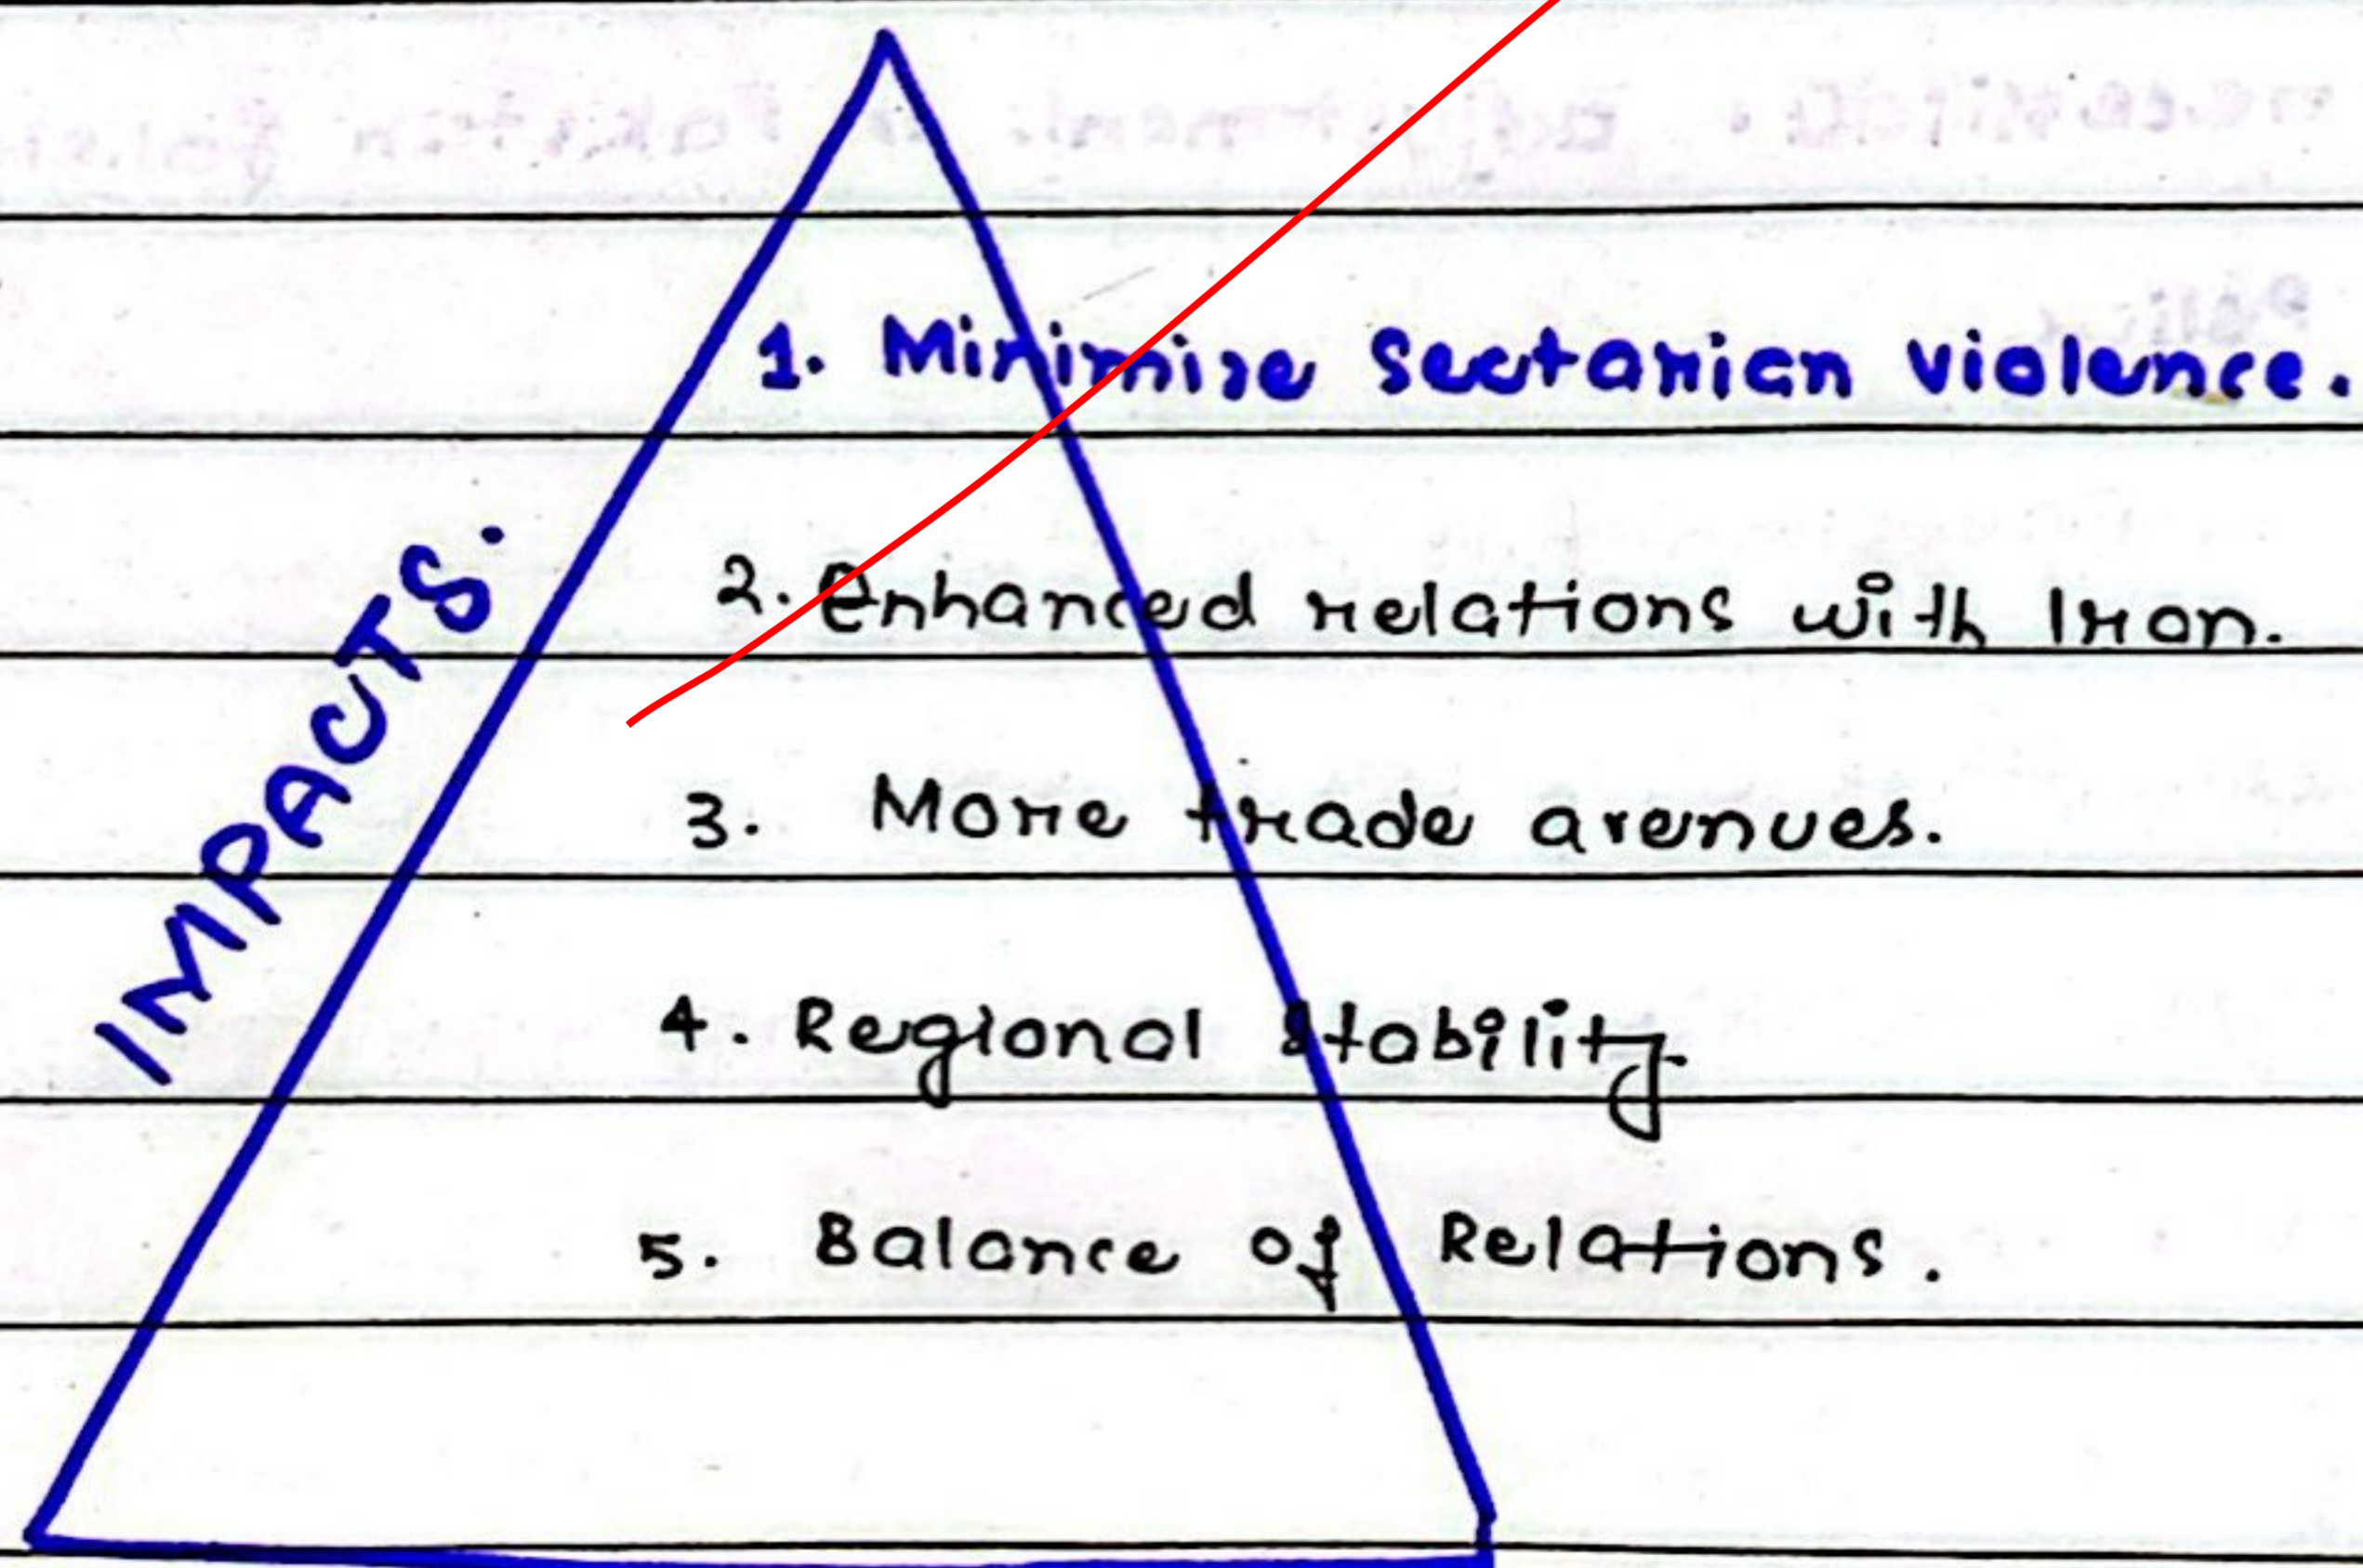 1. Minimize Sectarian violence.
2. Enhanced relations with Iran.
IMPACTS.
3. More trade avenues.
4. Regional Stability.
5. Balance of Relations.